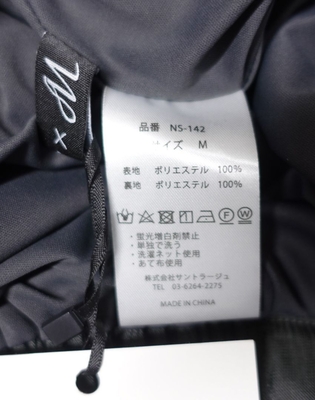 品番 NS-142
サイズ M
表地 ポリエステル 100%
裏地 ポリエステル 100%
・蛍光増白剤禁止
・単独で洗う
・洗濯ネット使用
・あて布使用
株式会社サントラージュ
TEL 03-6264-2275
MADE IN CHINA